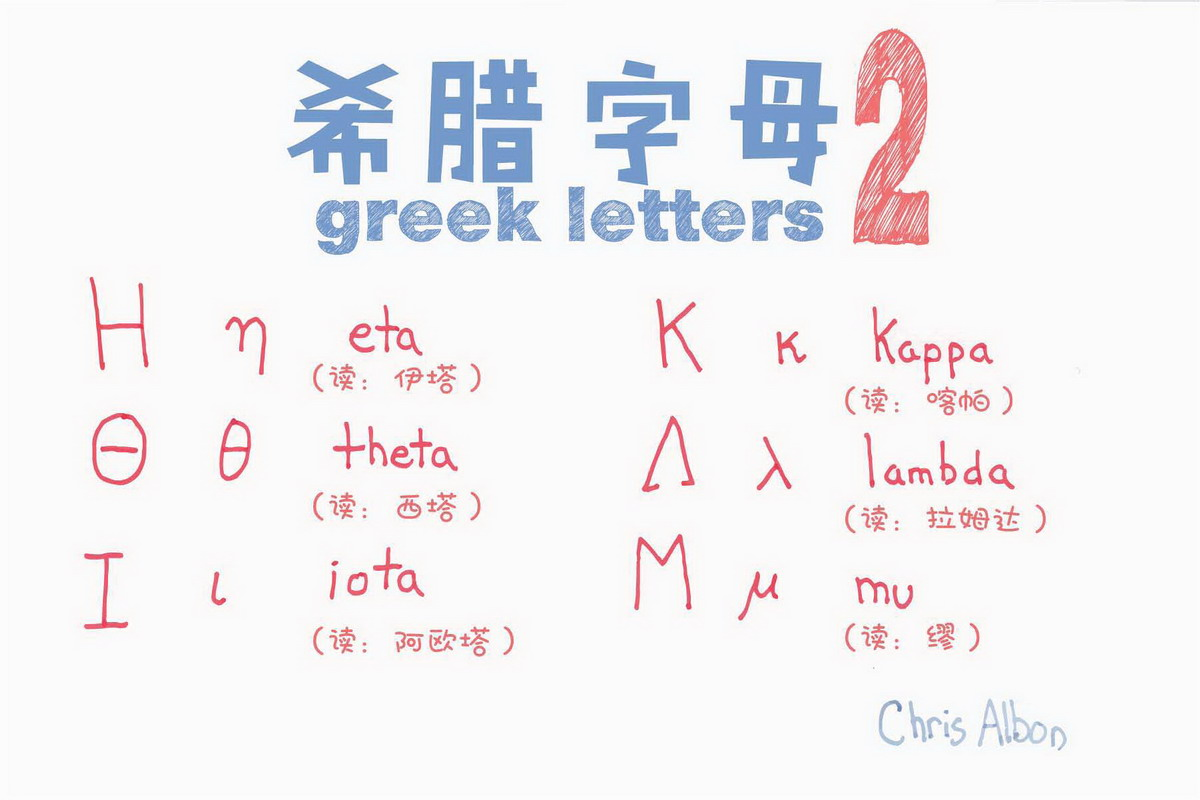 希腊字母2
greek letters
Η η eta
(读：伊塔)
Θ θ theta
(读：西塔)
Ι ι iota
(读：阿欧塔)
Κ κ Kappa
(读：喀帕)
Λ λ lambda
(读：拉姆达)
Μ μ mu
(读：缪)
Chris Albon